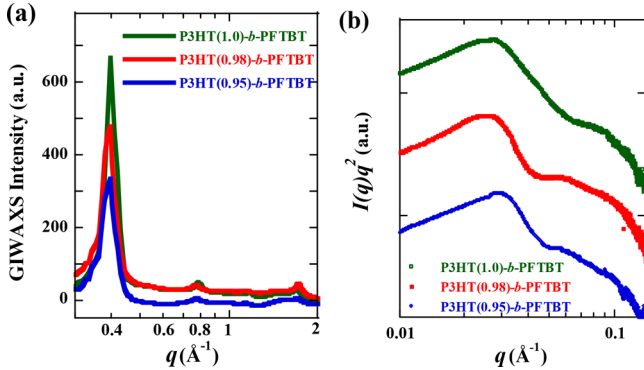 (a)
GIWAXS Intensity (a.u.)
P3HT(1.0)-b-PFTBT
P3HT(0.98)-b-PFTBT
P3HT(0.95)-b-PFTBT
600
400
200
0
0.4
0.6
0.8
1
2
q(Å⁻¹)
(b)
I(q)q² (a.u.)
P3HT(1.0)-b-PFTBT
P3HT(0.98)-b-PFTBT
P3HT(0.95)-b-PFTBT
0.01
0.1
q(Å⁻¹)